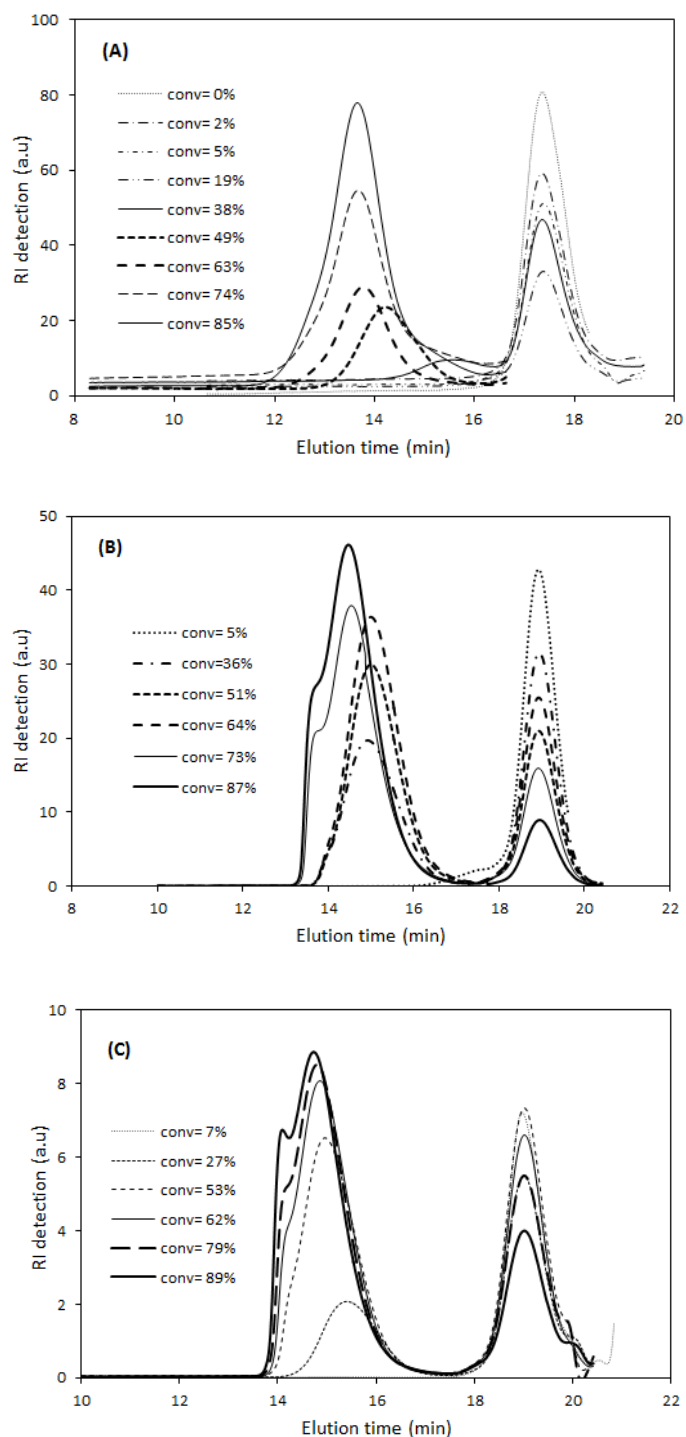 (A)
100
80
60
40
20
0
RI detection (a.u)
conv= 0%
conv= 2%
conv= 5%
conv= 19%
conv= 38%
conv= 49%
conv= 63%
conv= 74%
conv= 85%
8 10 12 14 16 18 20
Elution time (min)
(B)
50
40
30
20
10
0
RI detection (a.u)
conv= 5%
conv=36%
conv= 51%
conv= 64%
conv= 73%
conv= 87%
8 10 12 14 16 18 20 22
Elution time (min)
(C)
10
8
6
4
2
0
RI detection (a.u)
conv= 7%
conv= 27%
conv= 53%
conv= 62%
conv= 79%
conv= 89%
10 12 14 16 18 20 22
Elution time (min)